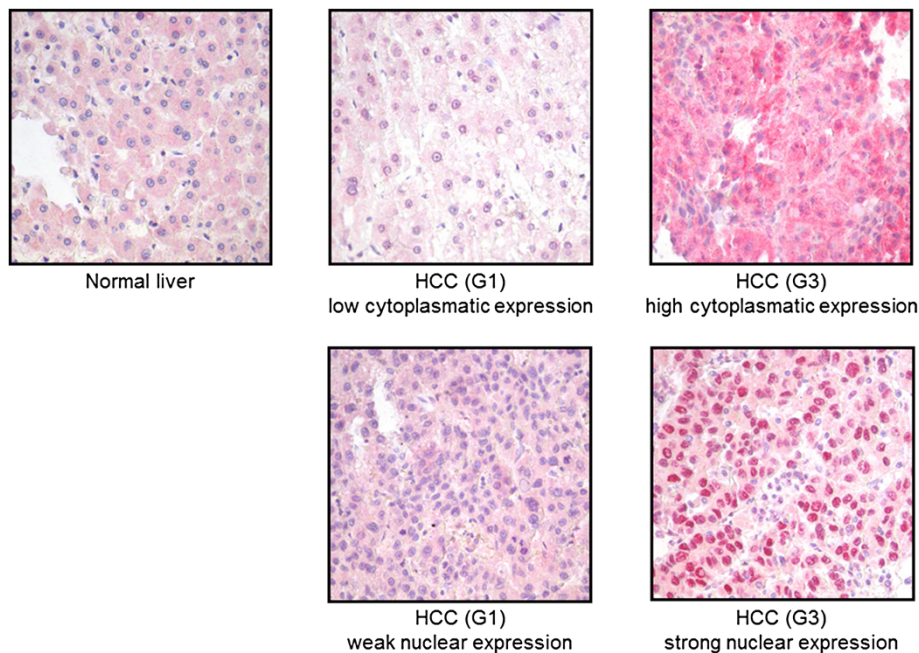 Normal liver
HCC (G1)
low cytoplasmatic expression
HCC (G3)
high cytoplasmatic expression
HCC (G1)
weak nuclear expression
HCC (G3)
strong nuclear expression